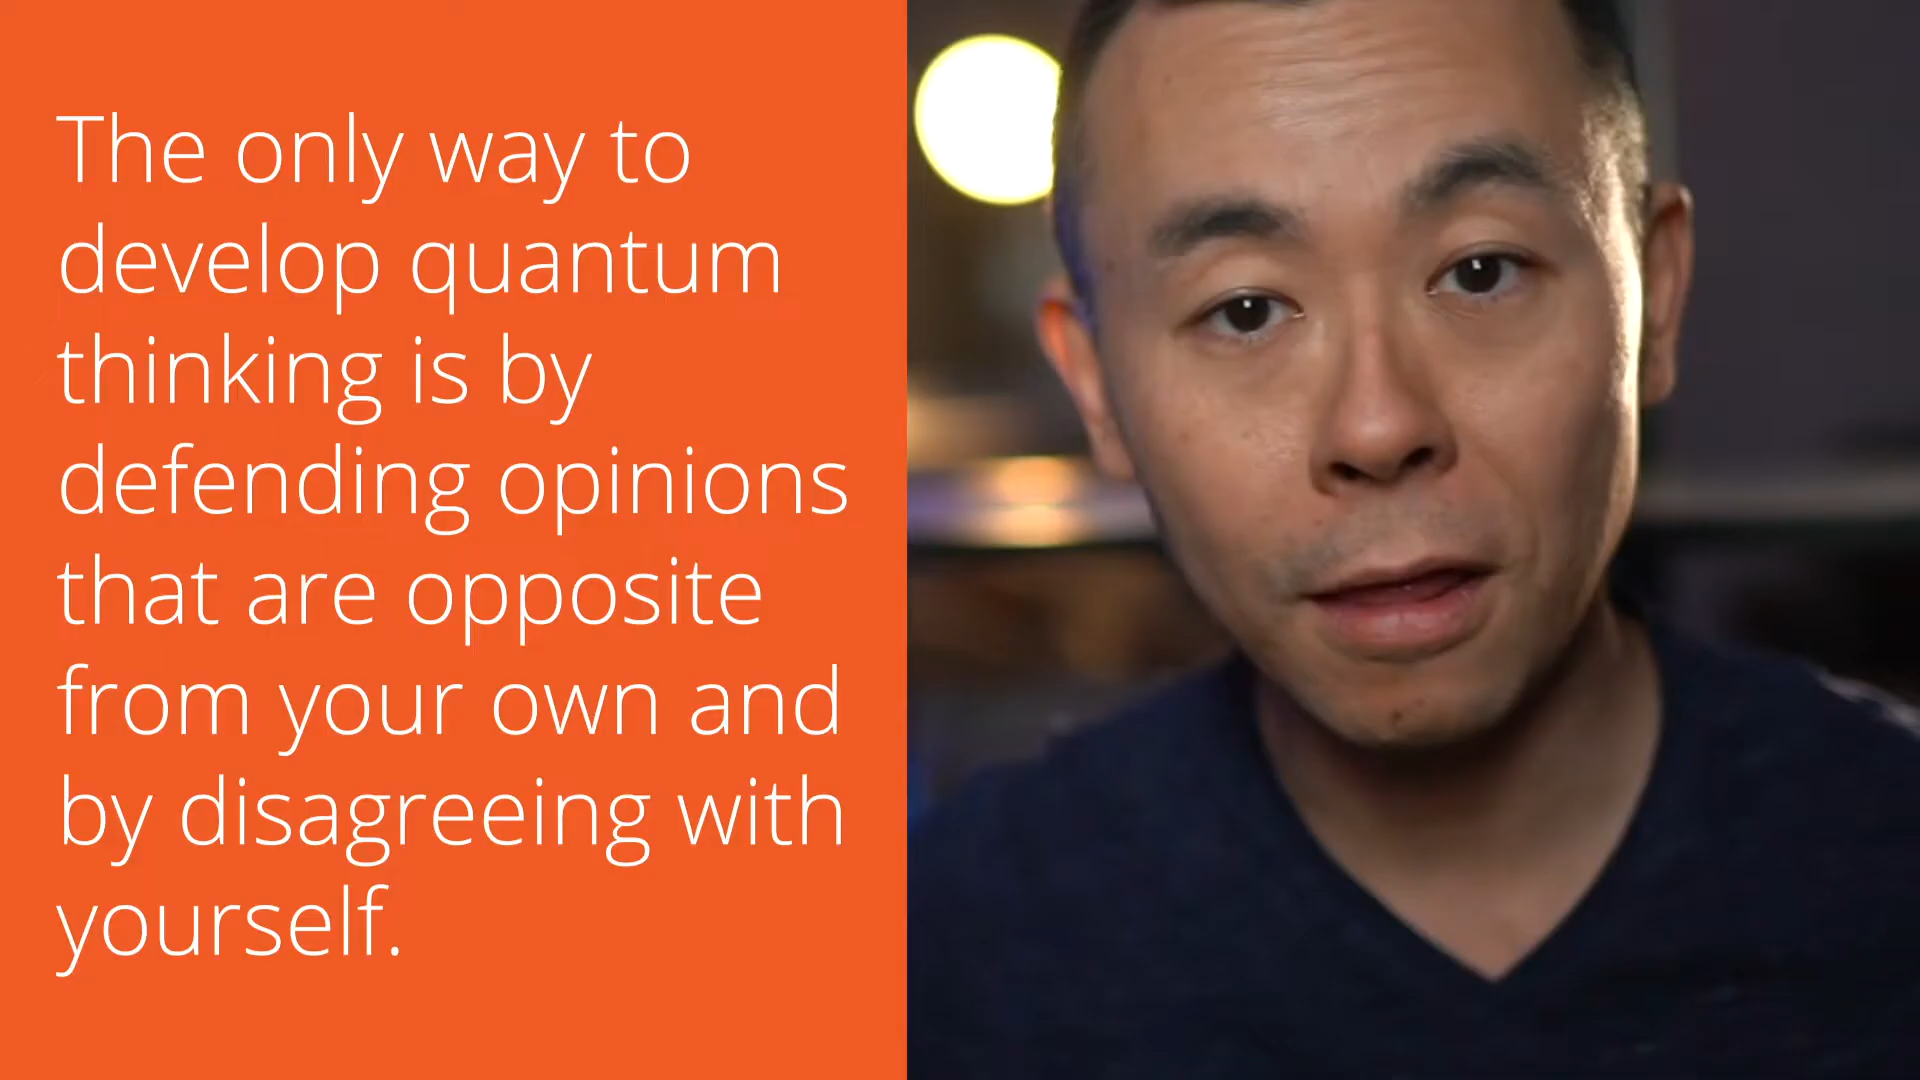 The only way to
develop quantum
thinking is by
defending opinions
that are opposite
from your own and
by disagreeing with
yourself.